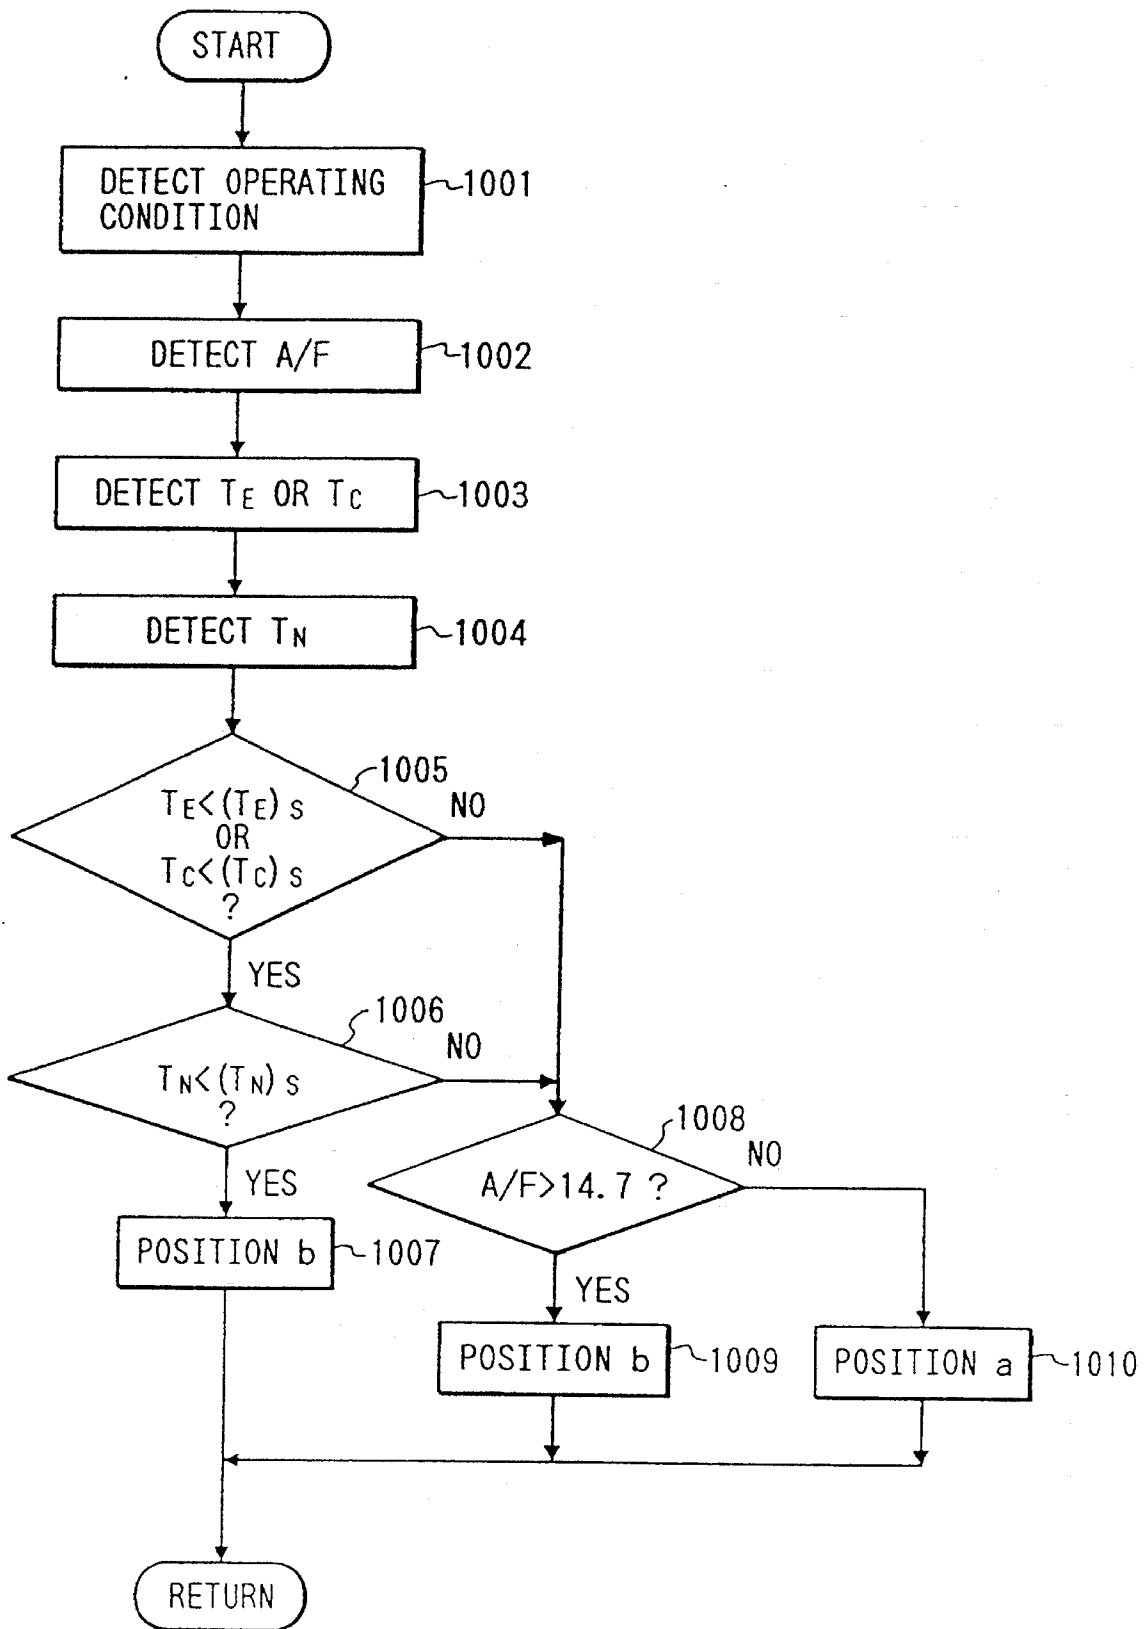 START
DETECT OPERATING
CONDITION
1001
DETECT A/F
1002
DETECT TE OR TC
1003
DETECT TN
1004
TE<(TE)S
OR
TC<(TC)S
?
1005
NO
YES
TN<(TN)S
?
1006
NO
YES
POSITION b
1007
A/F>14.7 ?
1008
NO
YES
POSITION b
1009
POSITION a
1010
RETURN